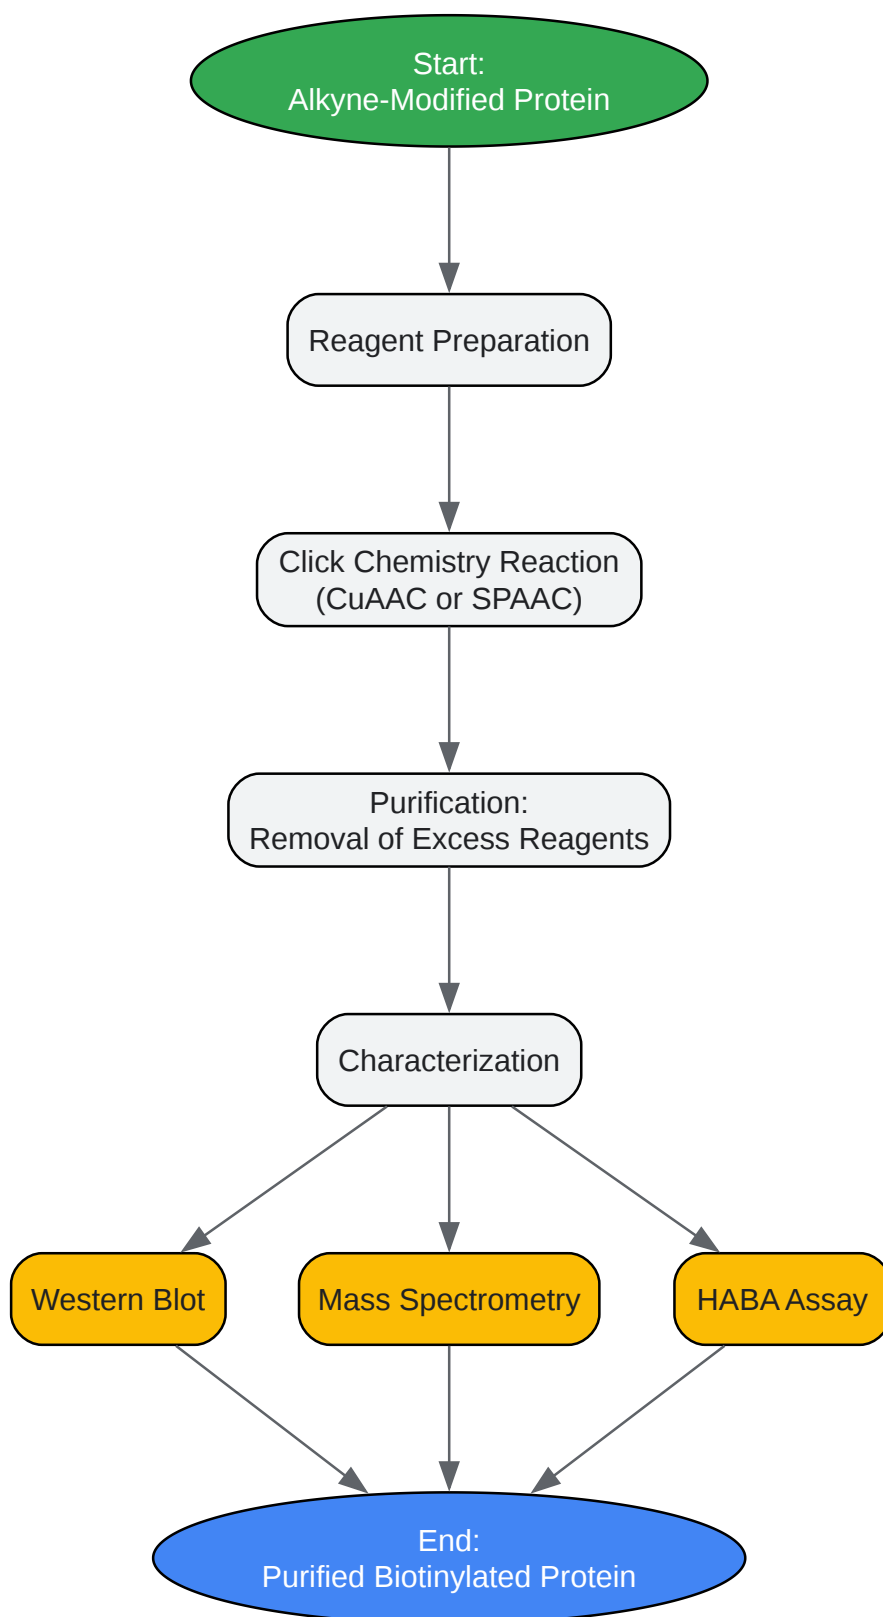 Start:
Alkyne-Modified Protein
Reagent Preparation
Click Chemistry Reaction
(CuAAC or SPAAC)
Purification:
Removal of Excess Reagents
Characterization
Western Blot
Mass Spectrometry
HABA Assay
End:
Purified Biotinylated Protein